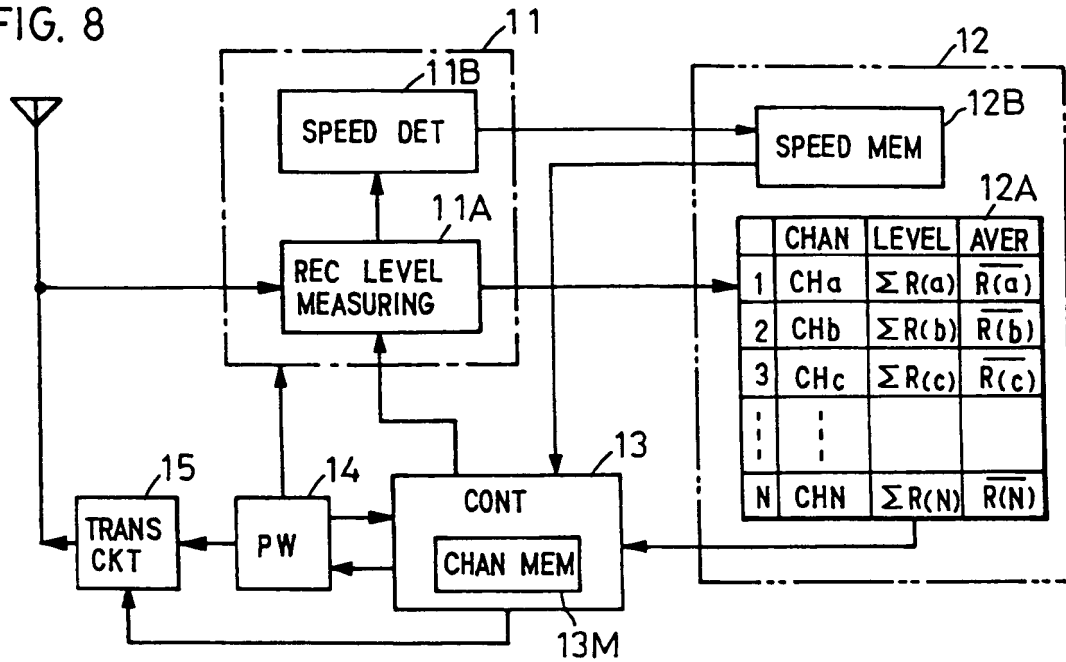 FIG. 8
11
12
11B
SPEED DET
12B
SPEED MEM
11A
REC LEVEL
MEASURING
12A
CHAN LEVEL AVER
1 CHa ΣR(a) R̅(̅a̅)̅
2 CHb ΣR(b) R̅(̅b̅)̅
3 CHc ΣR(c) R̅(̅c̅)̅
N CHN ΣR(N) R̅(̅N̅)̅
15
TRANS
CKT
14
PW
13
CONT
CHAN MEM
13M